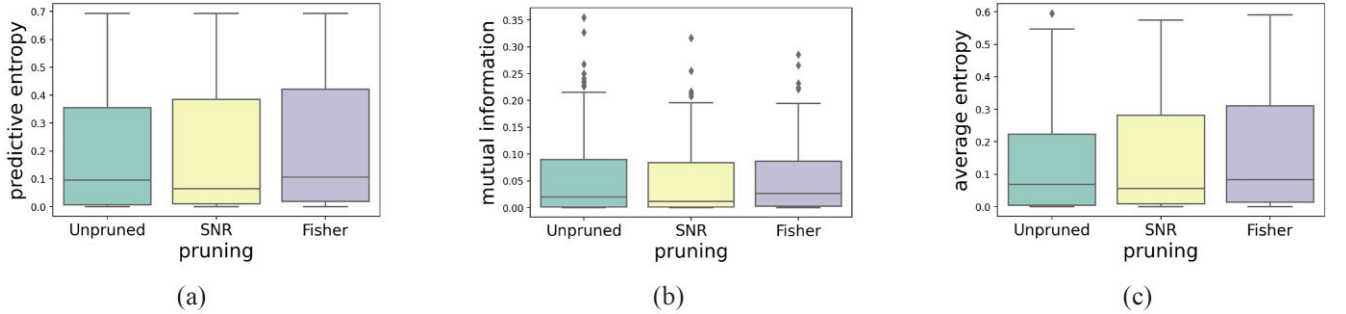 predictive entropy
0.7
0.6
0.5
0.4
0.3
0.2
0.1
0.0
Unpruned SNR Fisher
pruning
(a)
mutual information
0.35
0.30
0.25
0.20
0.15
0.10
0.05
0.00
Unpruned SNR Fisher
pruning
(b)
average entropy
0.6
0.5
0.4
0.3
0.2
0.1
0.0
Unpruned SNR Fisher
pruning
(c)